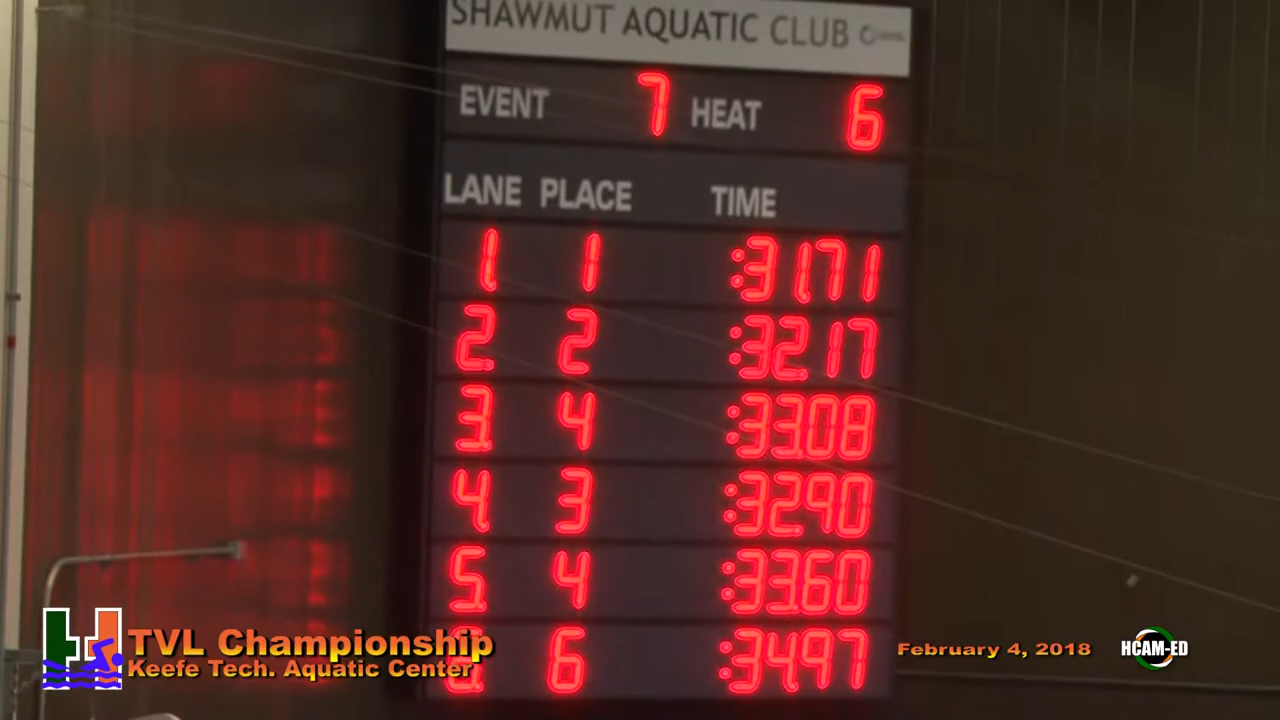 SHAWMUT AQUATIC CLUB
EVENT 7 HEAT 6
LANE PLACE TIME
1 1 :31.71
2 2 :32.17
3 4 :33.08
4 3 :32.90
5 4 :33.60
6 :34.97
TVL Championship
Keefe Tech. Aquatic Center
February 4, 2018
HCAM-ED